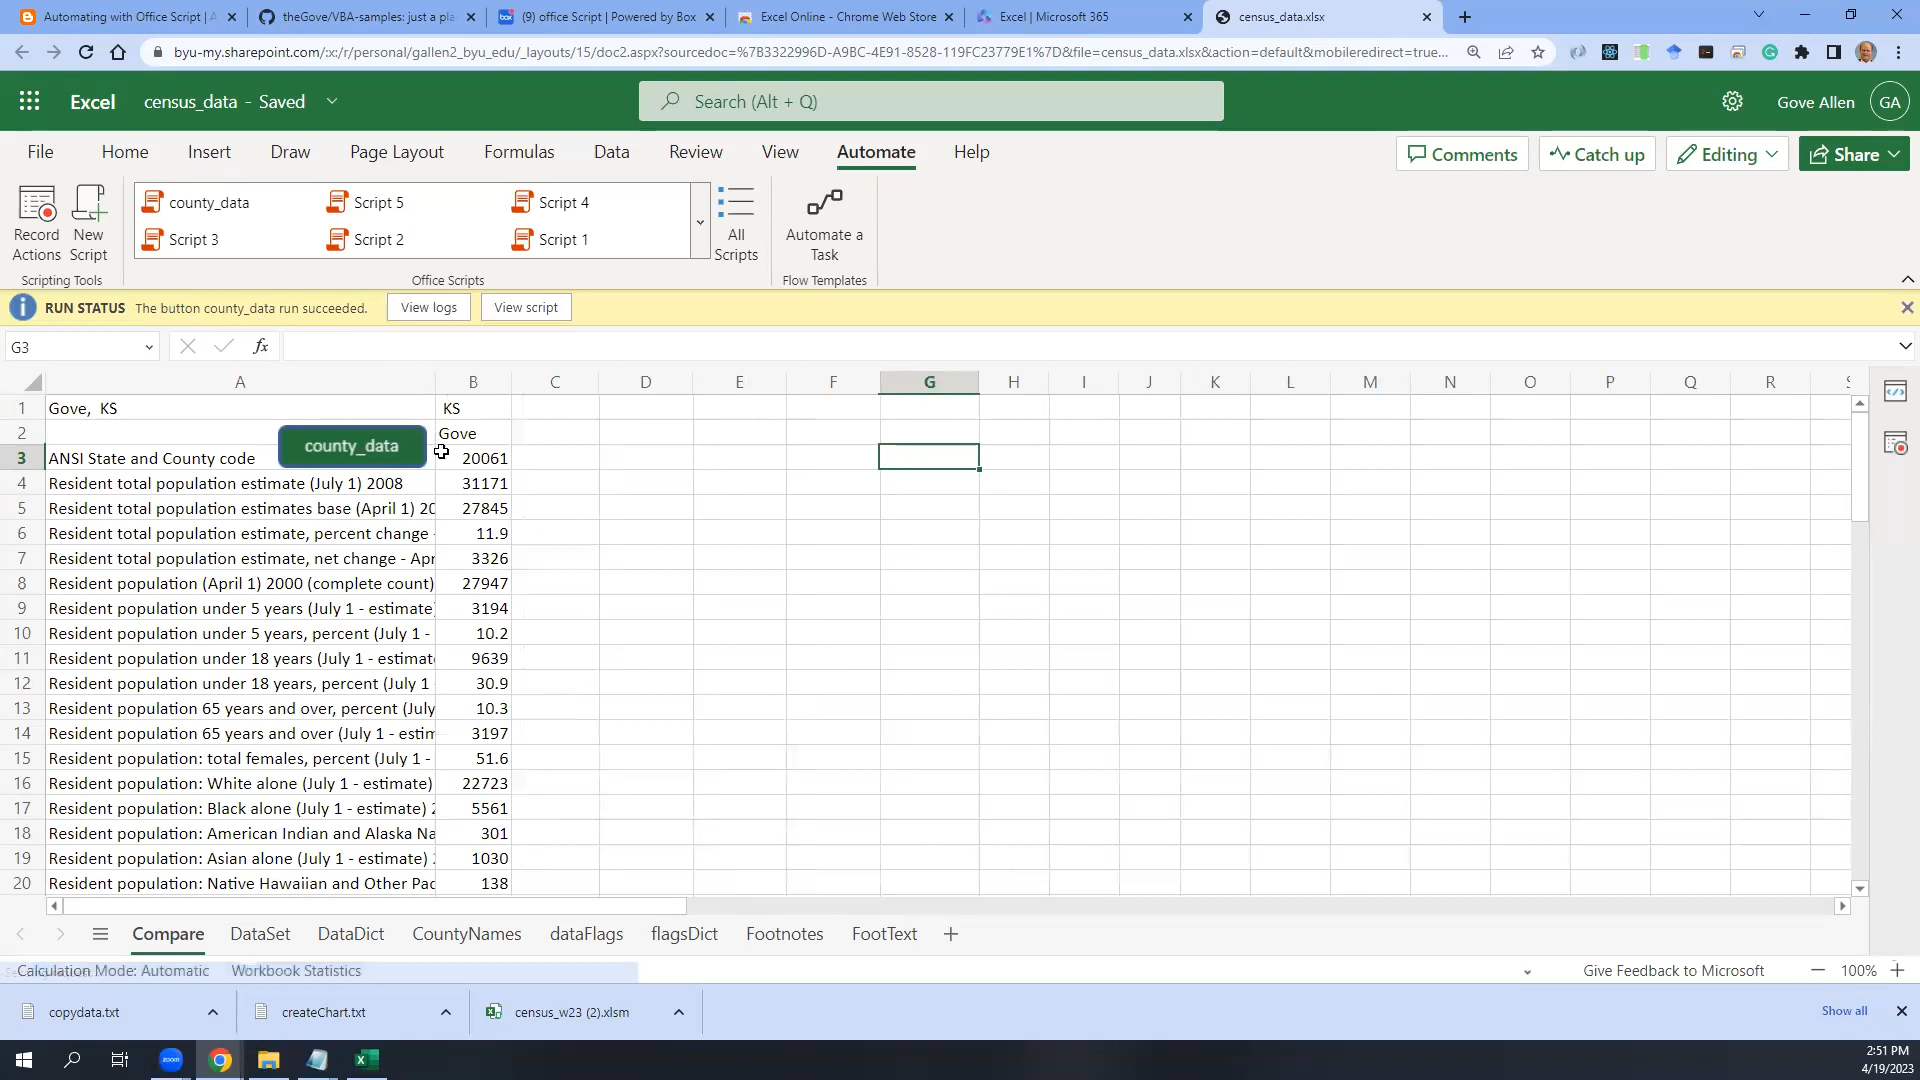 Automating with Office Script | A
theGove/VBA-samples: just a pla
(9) office Script | Powered by Box
Excel Online - Chrome Web Store
Excel | Microsoft 365
census_data.xlsx
byu-my.sharepoint.com/:x:/r/personal/gallen2_byu_edu/_layouts/15/doc2.aspx?sourcedoc=%7B3322996D-A9BC-4E91-8528-119FC23779E1%7D&file=census_data.xlsx&action=default&mobileredirect=true...
Excel census_data - Saved Search (Alt + Q) Gove Allen GA
File Home Insert Draw Page Layout Formulas Data Review View Automate Help Comments Catch up Editing Share
Record Actions
New Script
county_data Script 5 Script 4
Script 3 Script 2 Script 1
All Scripts
Automate a Task
Scripting Tools Office Scripts Flow Templates
RUN STATUS The button county_data run succeeded. View logs View script
G3 fx
A B C D E F G H I J K L M N O P Q R S
1 Gove, KS KS
2 Gove
county_data
3 ANSI State and County code 20061
4 Resident total population estimate (July 1) 2008 31171
5 Resident total population estimates base (April 1) 20 27845
6 Resident total population estimate, percent change - 11.9
7 Resident total population estimate, net change - Apr 3326
8 Resident population (April 1) 2000 (complete count) 27947
9 Resident population under 5 years (July 1 - estimate) 3194
10 Resident population under 5 years, percent (July 1 - 10.2
11 Resident population under 18 years (July 1 - estimat 9639
12 Resident population under 18 years, percent (July 1 30.9
13 Resident population 65 years and over, percent (July 10.3
14 Resident population 65 years and over (July 1 - estim 3197
15 Resident population: total females, percent (July 1 - 51.6
16 Resident population: White alone (July 1 - estimate) 22723
17 Resident population: Black alone (July 1 - estimate) 2 5561
18 Resident population: American Indian and Alaska Na 301
19 Resident population: Asian alone (July 1 - estimate) 1030
20 Resident population: Native Hawaiian and Other Pac 138
Compare DataSet DataDict CountyNames dataFlags flagsDict Footnotes FootText
Calculation Mode: Automatic Workbook Statistics Give Feedback to Microsoft 100%
copydata.txt createChart.txt census_w23 (2).xlsm Show all
zoom
2:51 PM
4/19/2023